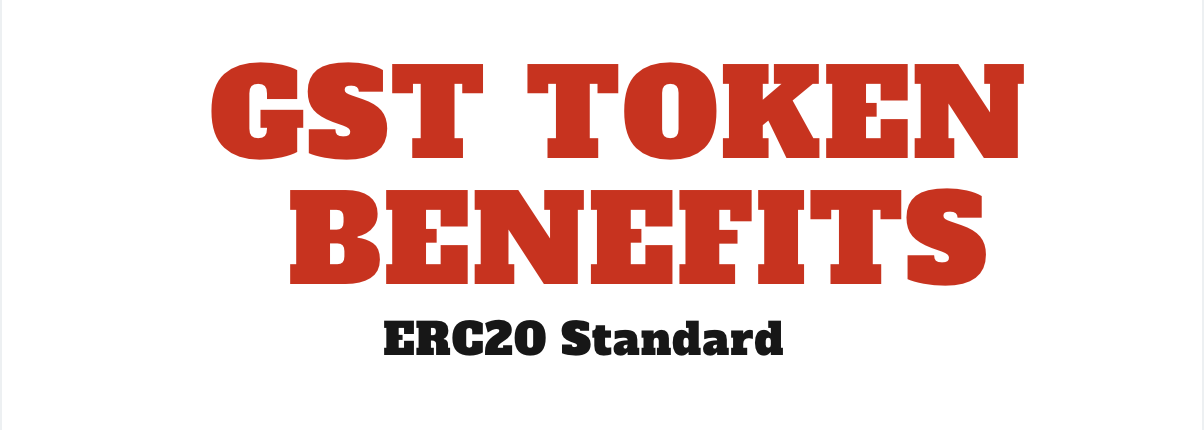 GST TOKEN
BENEFITS
ERC20 Standard